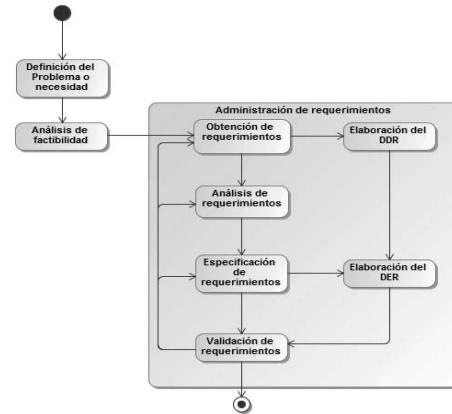 Definición del
Problema o
necesidad
Análisis de
factibilidad
Administración de requerimientos
Obtención de
requerimientos
Elaboración del
DDR
Análisis de
requerimientos
Especificación
de
requerimientos
Elaboración del
DER
Validación de
requerimientos